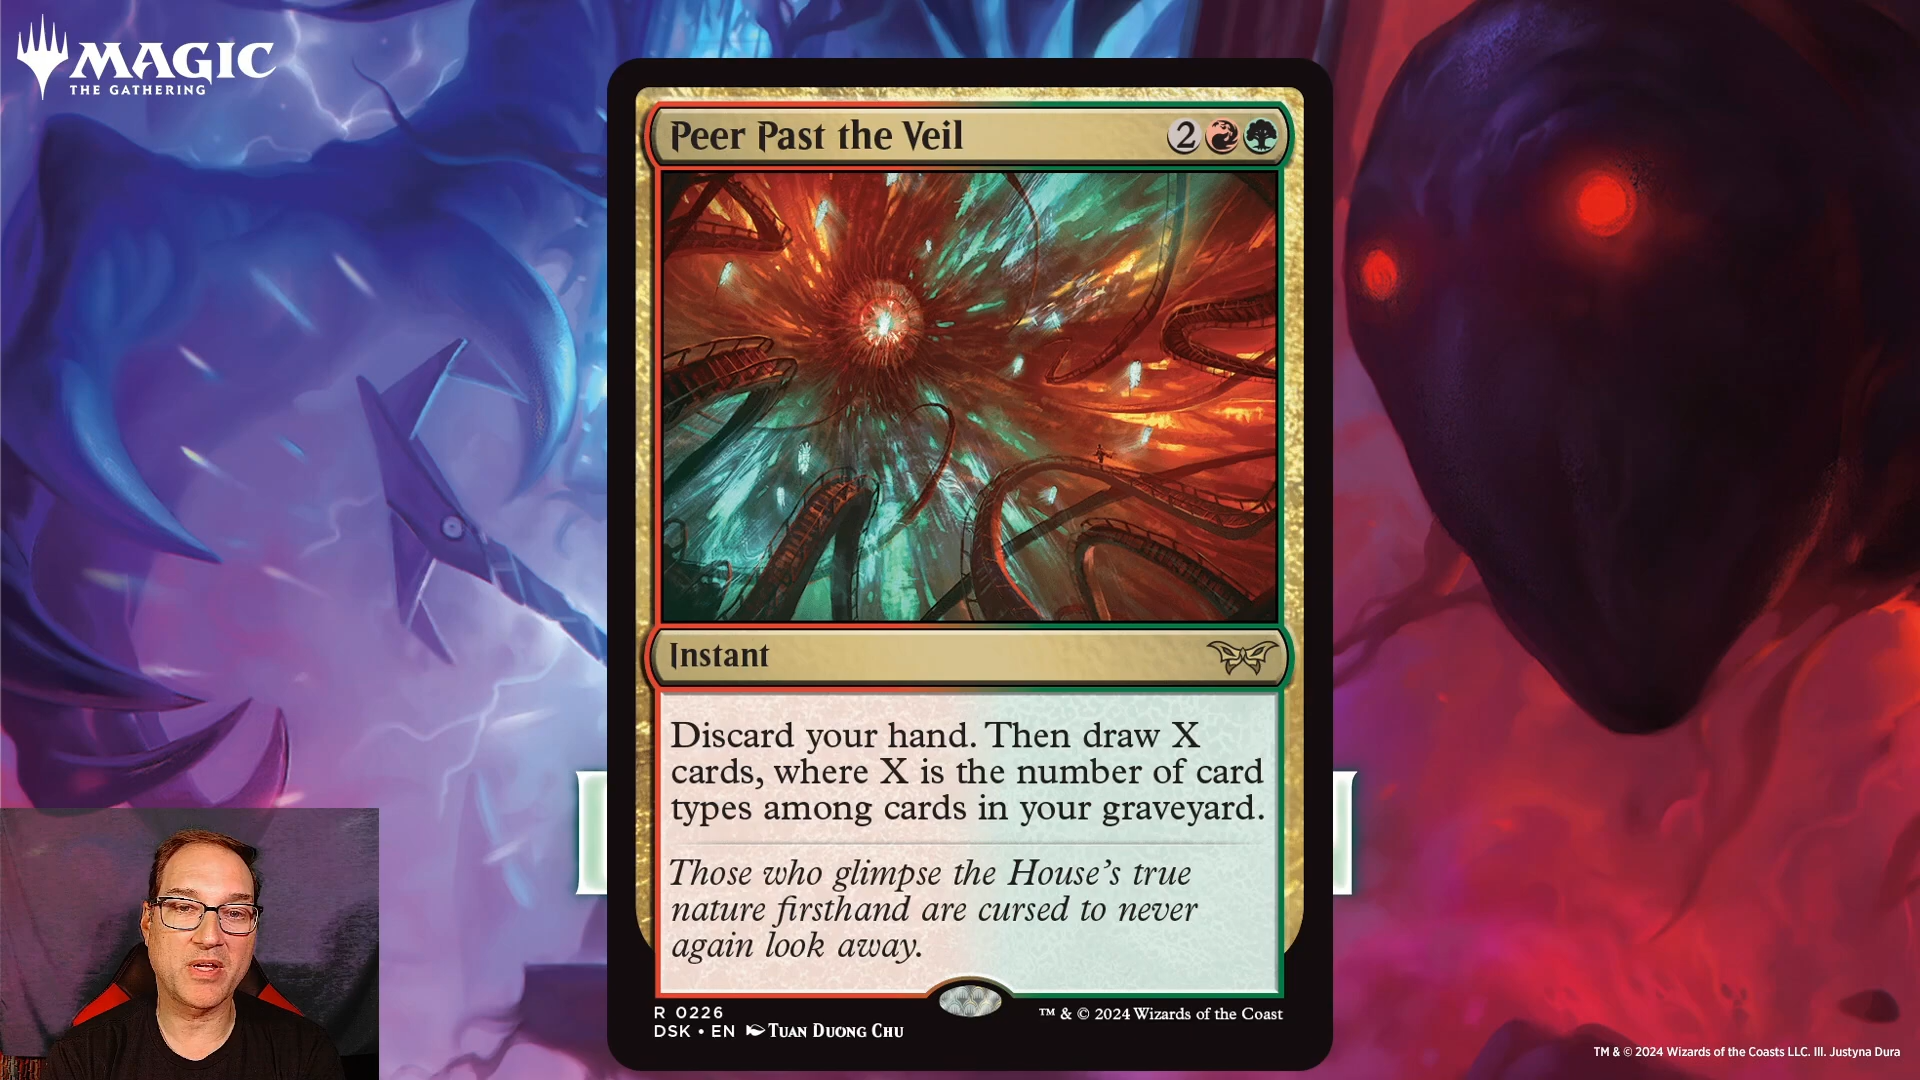 MAGIC
THE GATHERING
Peer Past the Veil
2
Instant
Discard your hand. Then draw X
cards, where X is the number of card
types among cards in your graveyard.
Those who glimpse the House's true
nature firsthand are cursed to never
again look away.
R 0226
DSK • EN Tuan Duong Chu
™ & © 2024 Wizards of the Coast
TM & © 2024 Wizards of the Coasts LLC. Ill. Justyna Dura